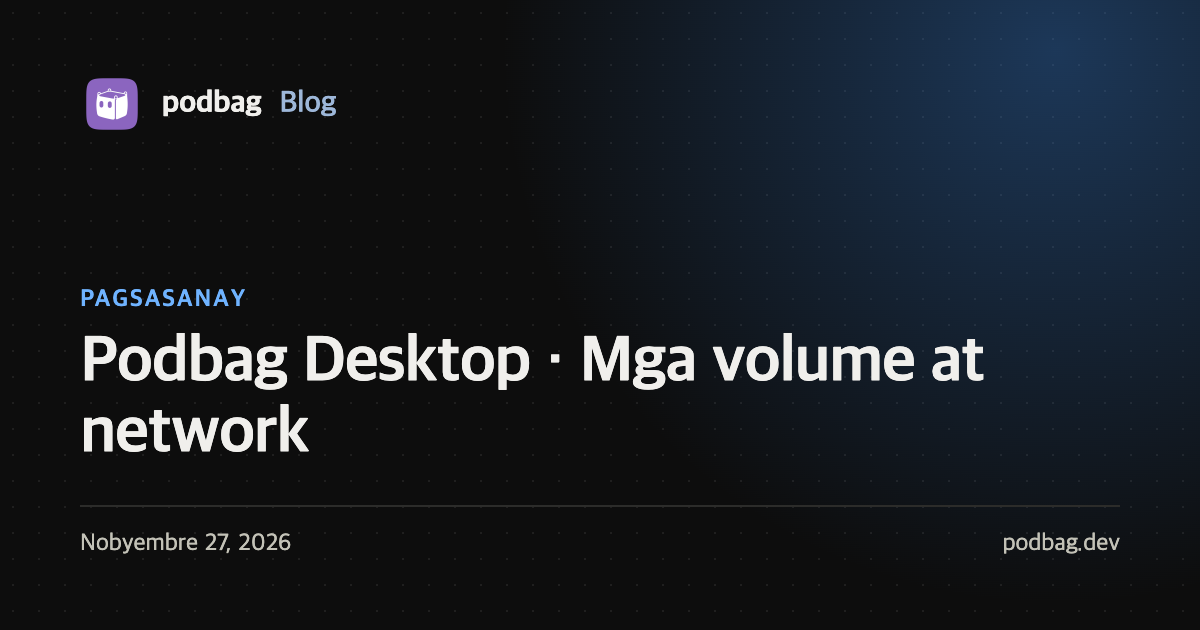 podbag Blog
PAGSASANAY
Podbag Desktop · Mga volume at
network
Nobyembre 27, 2026
podbag.dev